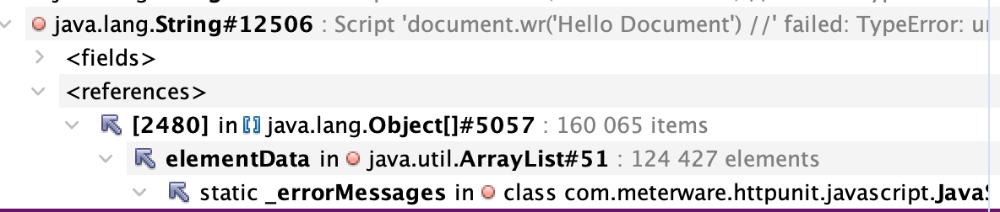 java.lang.String#12506 : Script 'document.wr('Hello Document') //' failed: TypeError:
<fields>
<references>
[2480] in [] java.lang.Object[]#5057 : 160 065 items
elementData in java.util.ArrayList#51 : 124 427 elements
static _errorMessages in class com.meterware.httpunit.javascript.Java